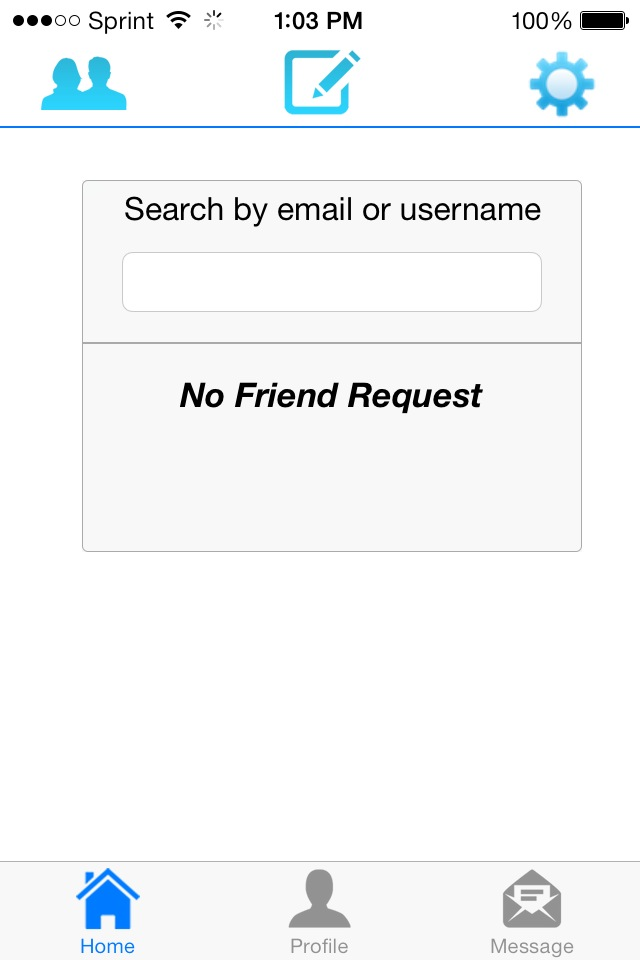 Sprint 1:03 PM 100%
Search by email or username
No Friend Request
Home Profile Message